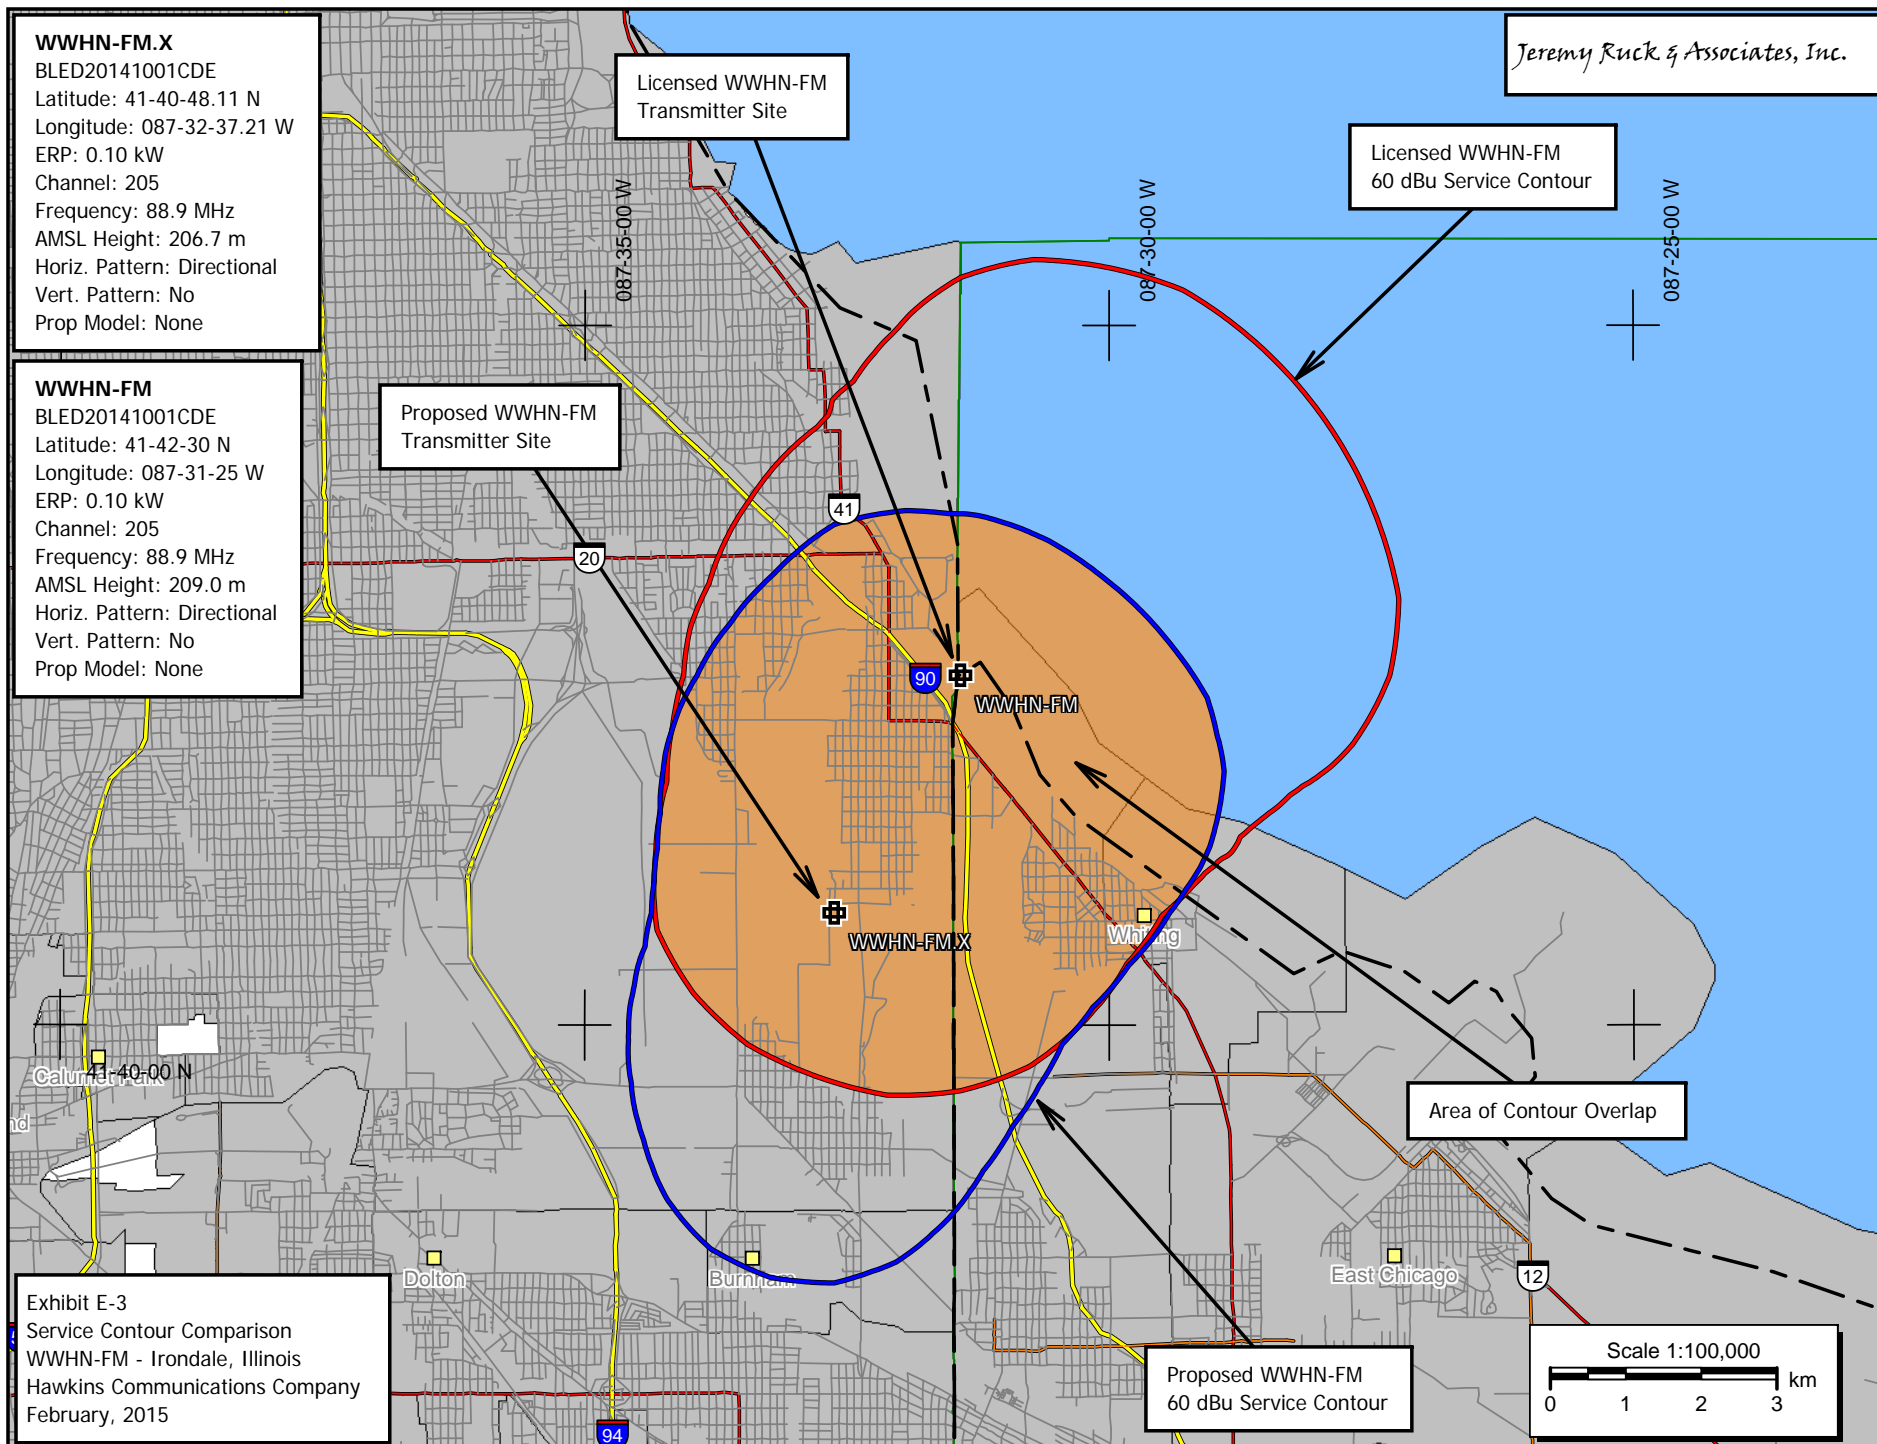 WWHN-FM.X
BLED20141001CDE
Latitude: 41-40-48.11 N
Longitude: 087-32-37.21 W
ERP: 0.10 kW
Channel: 205
Frequency: 88.9 MHz
AMSL Height: 206.7 m
Horiz. Pattern: Directional
Vert. Pattern: No
Prop Model: None
WWHN-FM
BLED20141001CDE
Latitude: 41-42-30 N
Longitude: 087-31-25 W
ERP: 0.10 kW
Channel: 205
Frequency: 88.9 MHz
AMSL Height: 209.0 m
Horiz. Pattern: Directional
Vert. Pattern: No
Prop Model: None
Licensed WWHN-FM
Transmitter Site
Jeremy Ruck & Associates, Inc.
Licensed WWHN-FM
60 dBu Service Contour
087-35-00 W
087-30-00 W
087-25-00 W
Proposed WWHN-FM
Transmitter Site
41
20
90
WWHN-FM
WWHN-FM.X
Whiting
Calumet Park
41-40-00 N
nd
Area of Contour Overlap
Dolton
Burnham
East Chicago
12
94
Proposed WWHN-FM
60 dBu Service Contour
Exhibit E-3
Service Contour Comparison
WWHN-FM - Irondale, Illinois
Hawkins Communications Company
February, 2015
Scale 1:100,000
km
0 1 2 3